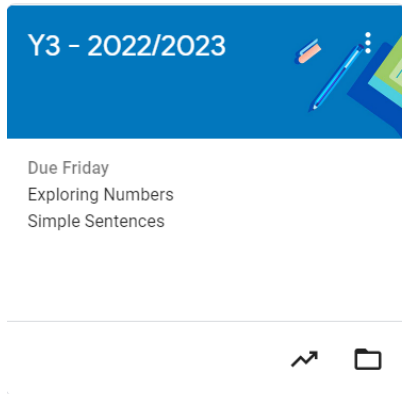 Y3 - 2022/2023
Due Friday
Exploring Numbers
Simple Sentences